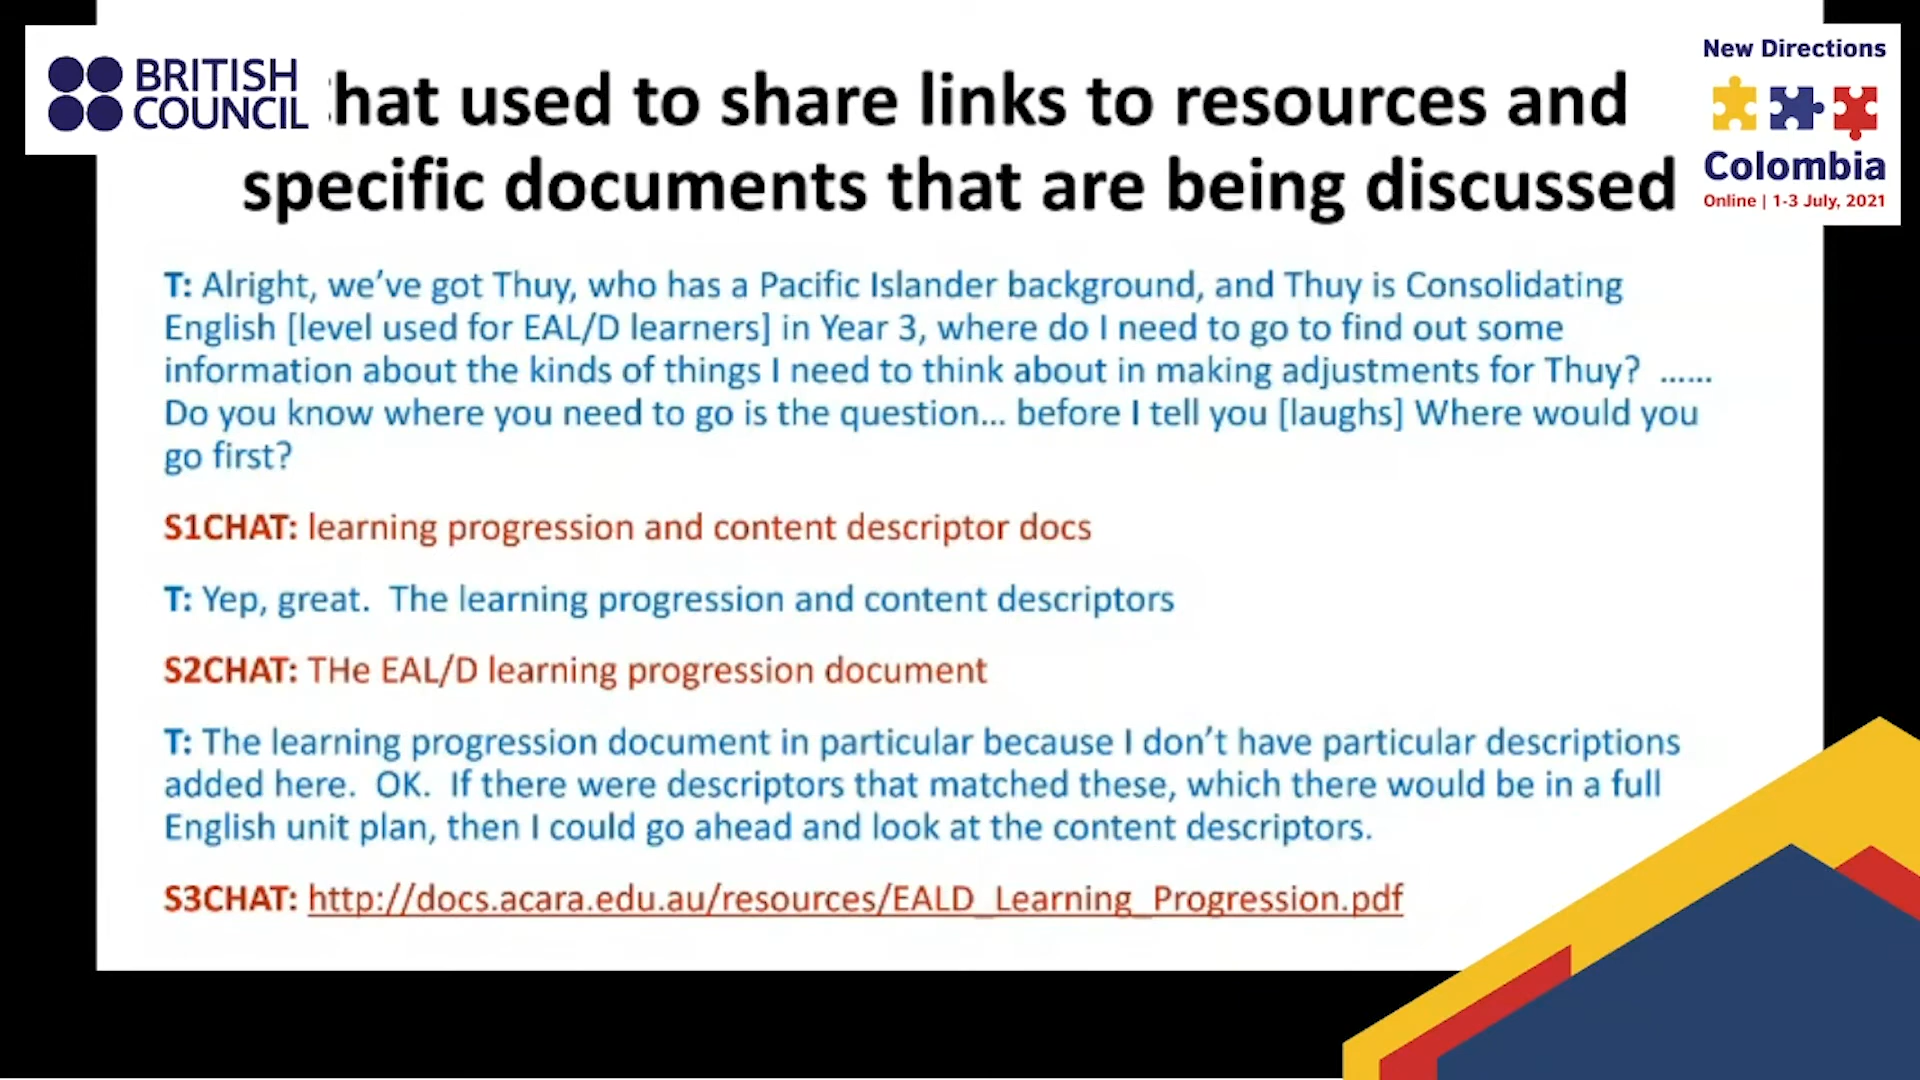 BRITISH
COUNCIL
hat used to share links to resources and
specific documents that are being discussed
New Directions
Colombia
Online | 1-3 July, 2021
T: Alright, we’ve got Thuy, who has a Pacific Islander background, and Thuy is Consolidating
English [level used for EAL/D learners] in Year 3, where do I need to go to find out some
information about the kinds of things I need to think about in making adjustments for Thuy?  ......
Do you know where you need to go is the question... before I tell you [laughs] Where would you
go first?
S1CHAT: learning progression and content descriptor docs
T: Yep, great.  The learning progression and content descriptors
S2CHAT: THe EAL/D learning progression document
T: The learning progression document in particular because I don’t have particular descriptions
added here.  OK.  If there were descriptors that matched these, which there would be in a full
English unit plan, then I could go ahead and look at the content descriptors.
S3CHAT: http://docs.acara.edu.au/resources/EALD_Learning_Progression.pdf